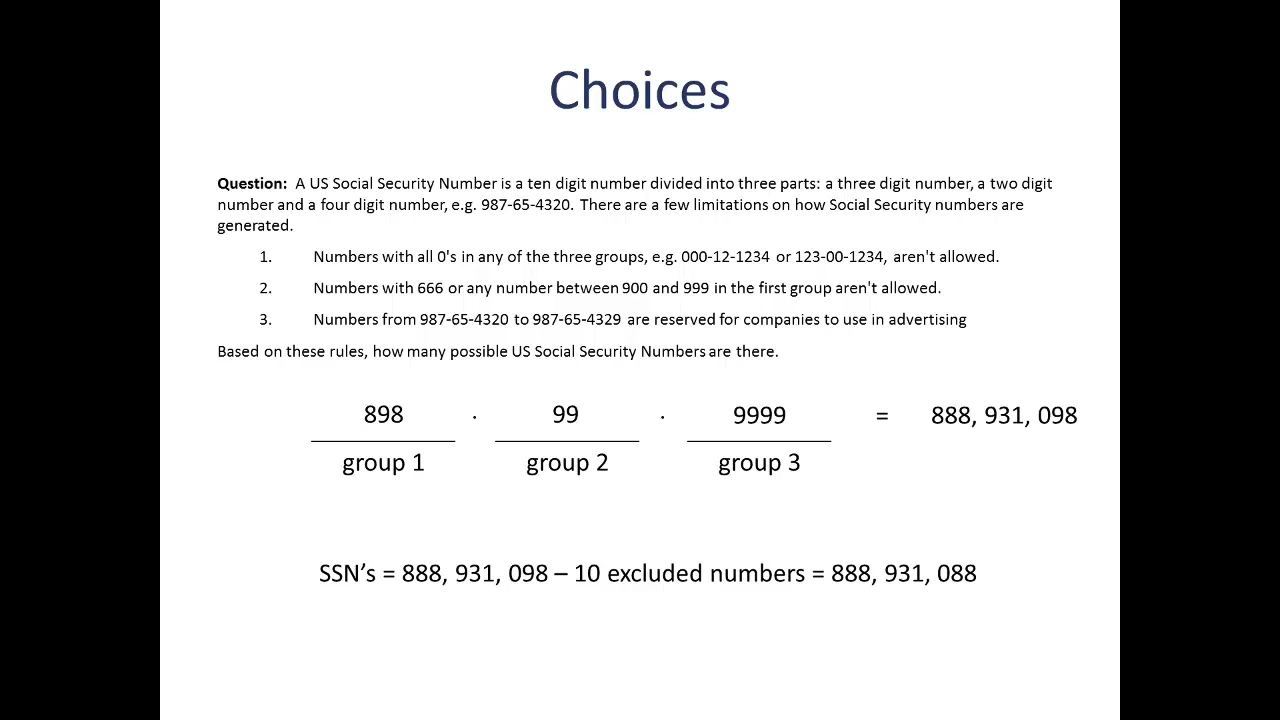 Choices
Question: A US Social Security Number is a ten digit number divided into three parts: a three digit number, a two digit
number and a four digit number, e.g. 987-65-4320. There are a few limitations on how Social Security numbers are
generated.
1. Numbers with all 0's in any of the three groups, e.g. 000-12-1234 or 123-00-1234, aren't allowed.
2. Numbers with 666 or any number between 900 and 999 in the first group aren't allowed.
3. Numbers from 987-65-4320 to 987-65-4329 are reserved for companies to use in advertising
Based on these rules, how many possible US Social Security Numbers are there.
898 · 99 · 9999 = 888, 931, 098
group 1 group 2 group 3
SSN’s = 888, 931, 098 – 10 excluded numbers = 888, 931, 088